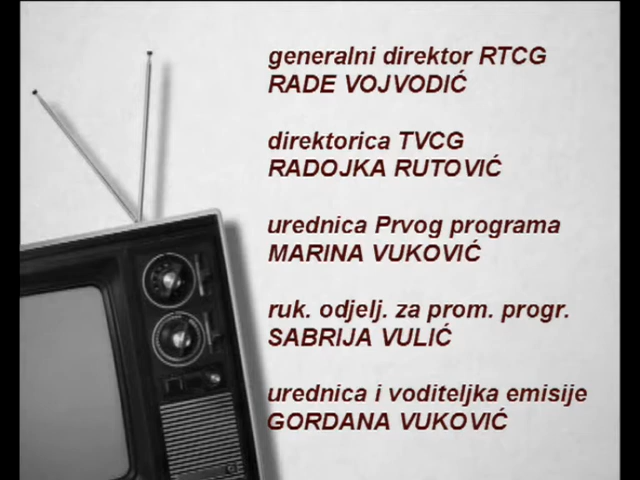 generalni direktor RTCG
RADE VOJVODIĆ
direktorica TVCG
RADOJKA RUTOVIĆ
urednica Prvog programa
MARINA VUKOVIĆ
ruk. odjelj. za prom. progr.
SABRIJA VULIĆ
urednica i voditeljka emisije
GORDANA VUKOVIĆ